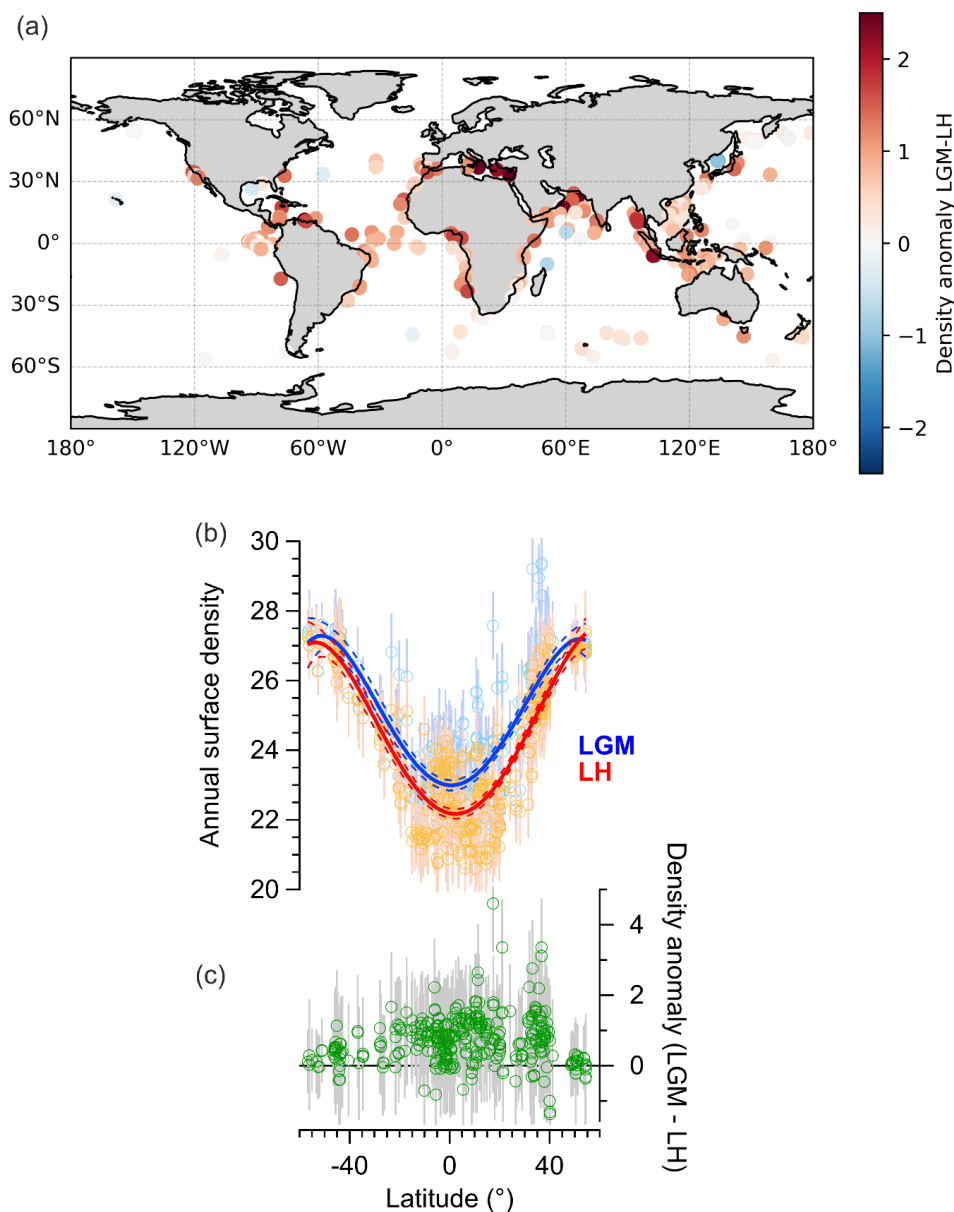 (a)
60°N
30°N
0°
30°S
60°S
180°
120°W
60°W
0°
60°E
120°E
180°
2
1
0
−1
−2
Density anomaly LGM-LH
(b)
30
28
26
24
22
20
Annual surface density
LGM
LH
(c)
4
2
0
Density anomaly (LGM - LH)
-40
0
40
Latitude (°)